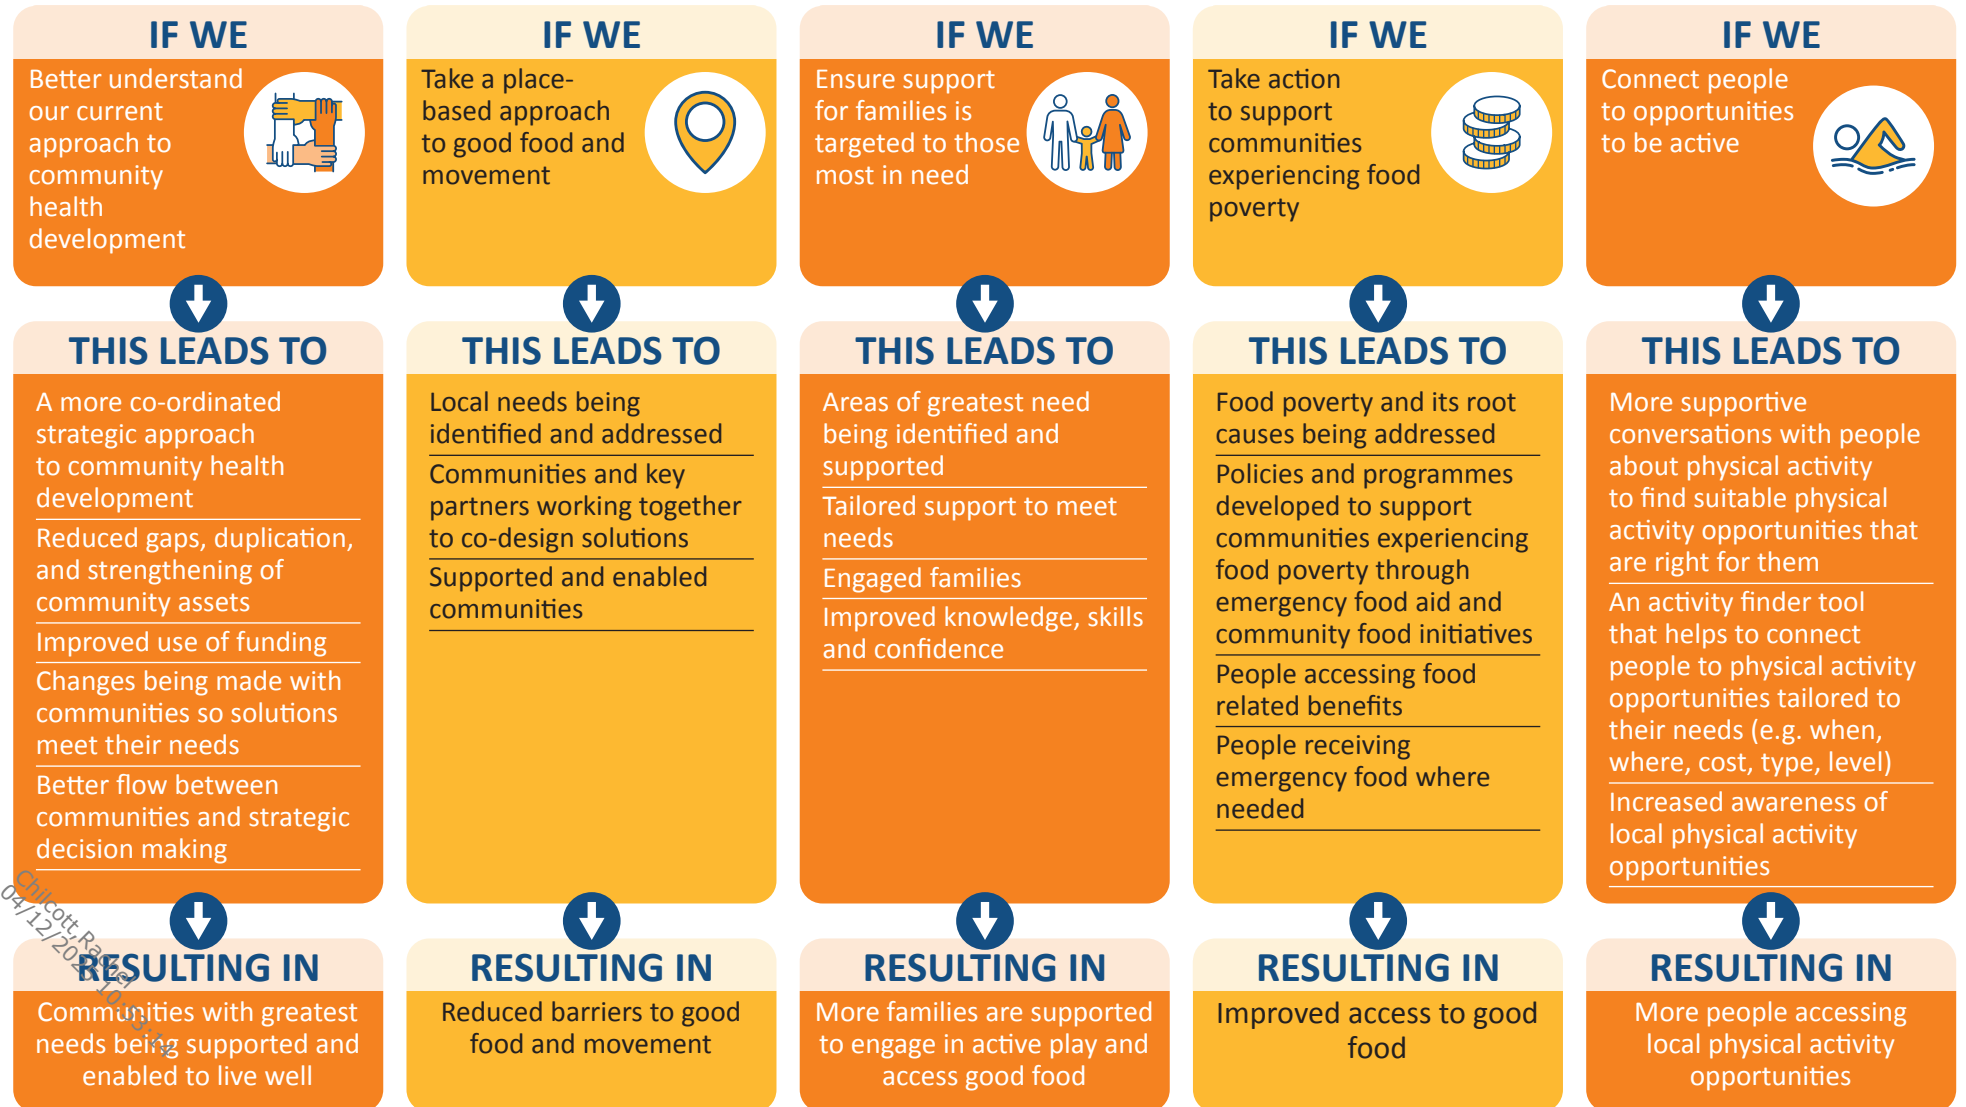 IF WE
Better understand
our current
approach to
community
health
development
THIS LEADS TO
A more co-ordinated
strategic approach
to community health
development
Reduced gaps, duplication,
and strengthening of
community assets
Improved use of funding
Changes being made with
communities so solutions
meet their needs
Better flow between
communities and strategic
decision making
RESULTING IN
Communities with greatest
needs being supported and
enabled to live well
IF WE
Take a place-
based approach
to good food and
movement
THIS LEADS TO
Local needs being
identified and addressed
Communities and key
partners working together
to co-design solutions
Supported and enabled
communities
RESULTING IN
Reduced barriers to good
food and movement
IF WE
Ensure support
for families is
targeted to those
most in need
THIS LEADS TO
Areas of greatest need
being identified and
supported
Tailored support to meet
needs
Engaged families
Improved knowledge, skills
and confidence
RESULTING IN
More families are supported
to engage in active play and
access good food
IF WE
Take action
to support
communities
experiencing food
poverty
THIS LEADS TO
Food poverty and its root
causes being addressed
Policies and programmes
developed to support
communities experiencing
food poverty through
emergency food aid and
community food initiatives
People accessing food
related benefits
People receiving
emergency food where
needed
RESULTING IN
Improved access to good
food
IF WE
Connect people
to opportunities
to be active
THIS LEADS TO
More supportive
conversations with people
about physical activity
to find suitable physical
activity opportunities that
are right for them
An activity finder tool
that helps to connect
people to physical activity
opportunities tailored to
their needs (e.g. when,
where, cost, type, level)
Increased awareness of
local physical activity
opportunities
RESULTING IN
More people accessing
local physical activity
opportunities
Chilcott,Rachel
04/12/2025 10:53:14